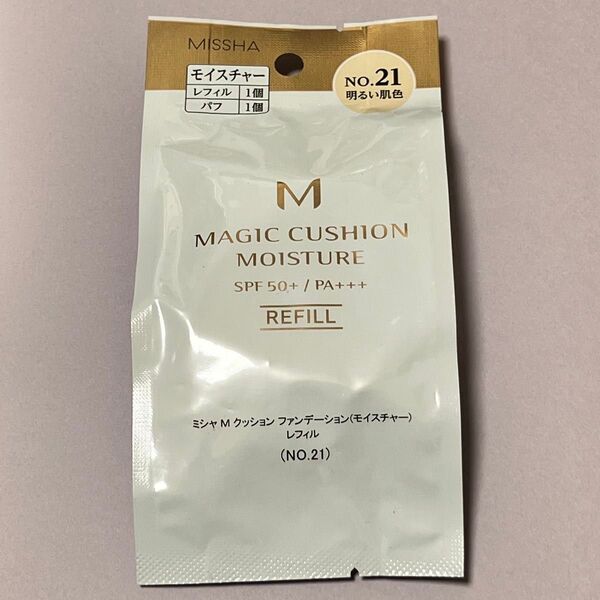 MISSHA
モイスチャー
レフィル 1個
パフ 1個
NO.21
明るい肌色
M
MAGIC CUSHION
MOISTURE
SPF 50+ / PA+++
REFILL
ミシャ M クッション ファンデーション(モイスチャー)
レフィル
(NO.21)